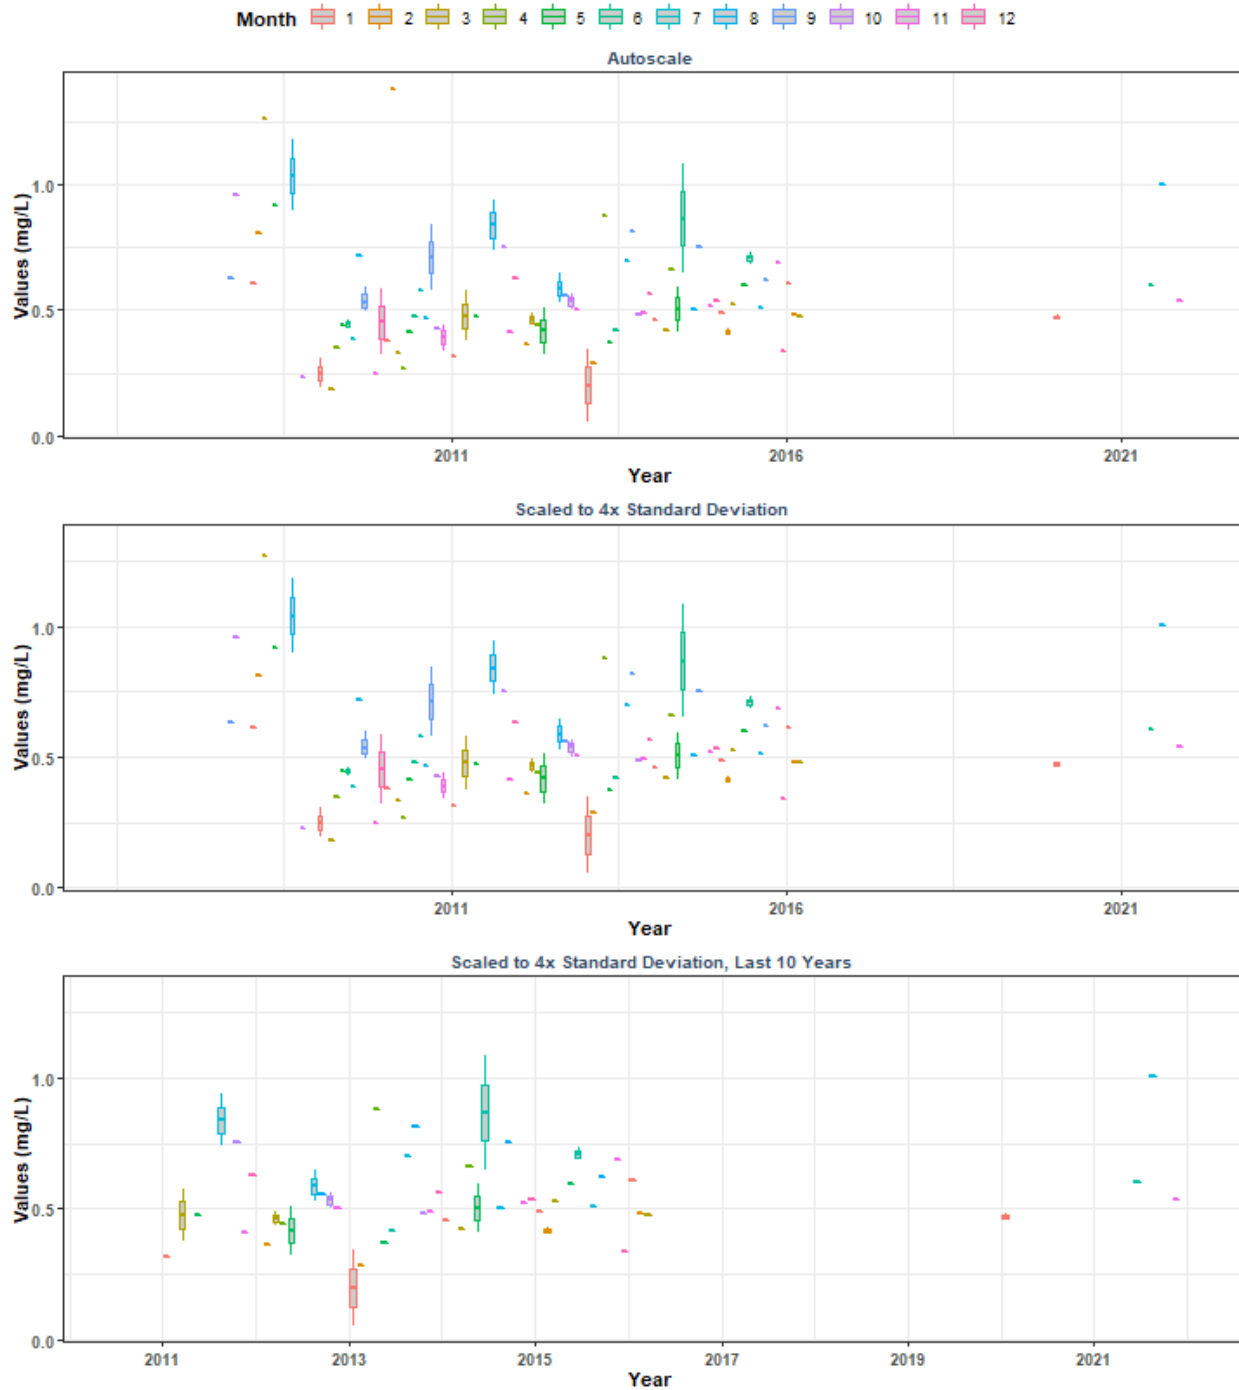 Month 1 2 3 4 5 6 7 8 9 10 11 12
Autoscale
Values (mg/L)
1.0
0.5
0.0
2011 2016 2021
Year
Scaled to 4x Standard Deviation
Values (mg/L)
1.0
0.5
0.0
2011 2016 2021
Year
Scaled to 4x Standard Deviation, Last 10 Years
Values (mg/L)
1.0
0.5
0.0
2011 2013 2015 2017 2019 2021
Year